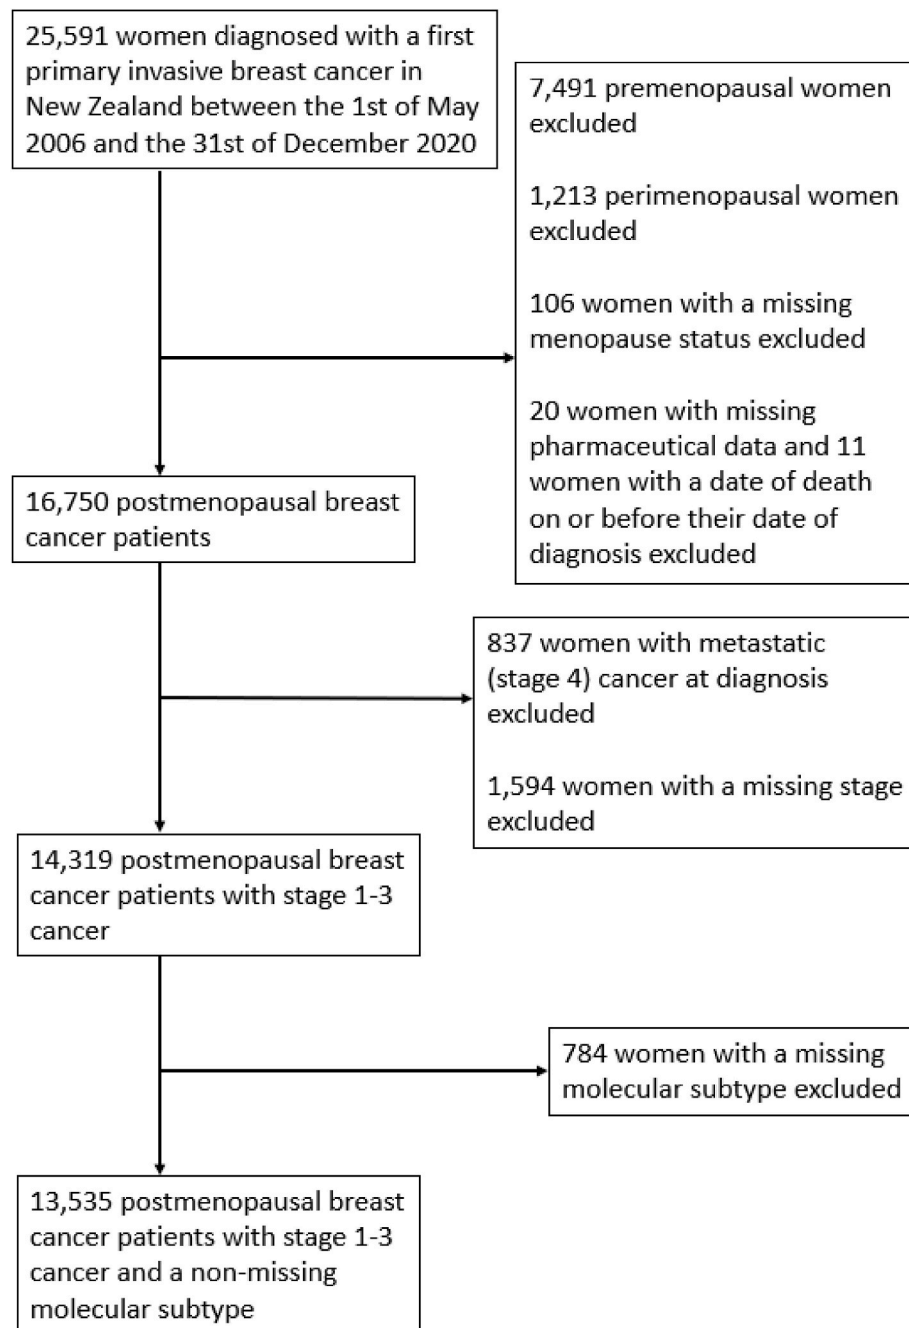 25,591 women diagnosed with a first
primary invasive breast cancer in
New Zealand between the 1st of May
2006 and the 31st of December 2020
7,491 premenopausal women
excluded
1,213 perimenopausal women
excluded
106 women with a missing
menopause status excluded
20 women with missing
pharmaceutical data and 11
women with a date of death
on or before their date of
diagnosis excluded
16,750 postmenopausal breast
cancer patients
837 women with metastatic
(stage 4) cancer at diagnosis
excluded
1,594 women with a missing stage
excluded
14,319 postmenopausal breast
cancer patients with stage 1-3
cancer
784 women with a missing
molecular subtype excluded
13,535 postmenopausal breast
cancer patients with stage 1-3
cancer and a non-missing
molecular subtype